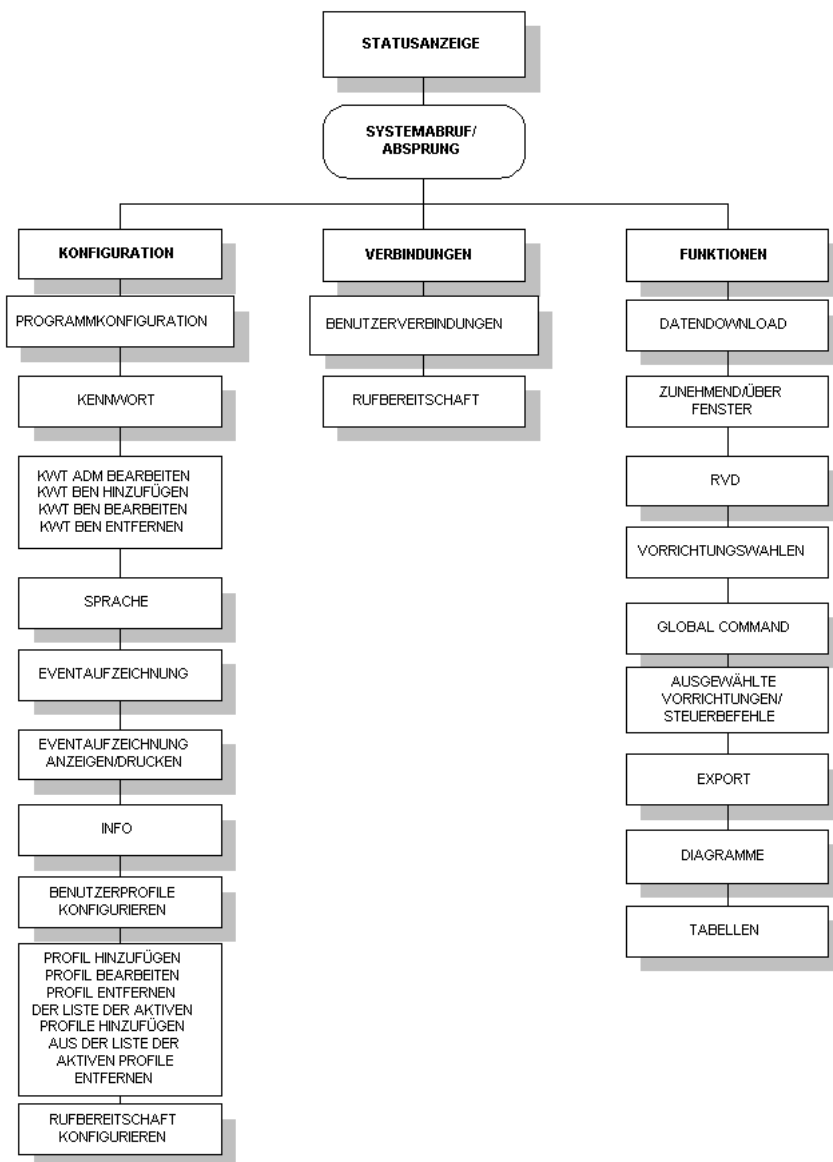 STATUSANZEIGE
SYSTEMABRUF/
ABSPRUNG
KONFIGURATION
PROGRAMMKONFIGURATION
KENNWORT
KWT ADM BEARBEITEN
KWT BEN HINZUFÜGEN
KWT BEN BEARBEITEN
KWT BEN ENTFERNEN
SPRACHE
EVENTAUFZEICHNUNG
EVENTAUFZEICHNUNG
ANZEIGEN/DRUCKEN
INFO
BENUTZERPROFILE
KONFIGURIEREN
PROFIL HINZUFÜGEN
PROFIL BEARBEITEN
PROFIL ENTFERNEN
DER LISTE DER AKTIVEN
PROFILE HINZUFÜGEN
AUS DER LISTE DER
AKTIVEN PROFILE
ENTFERNEN
RUFBEREITSCHAFT
KONFIGURIEREN
VERBINDUNGEN
BENUTZERVERBINDUNGEN
RUFBEREITSCHAFT
FUNKTIONEN
DATENDOWNLOAD
ZUNEHMEND/ÜBER
FENSTER
RVD
VORRICHTUNGSWAHLEN
GLOBAL COMMAND
AUSGEWÄHLTE
VORRICHTUNGEN/
STEUERBEFEHLE
EXPORT
DIAGRAMME
TABELLEN